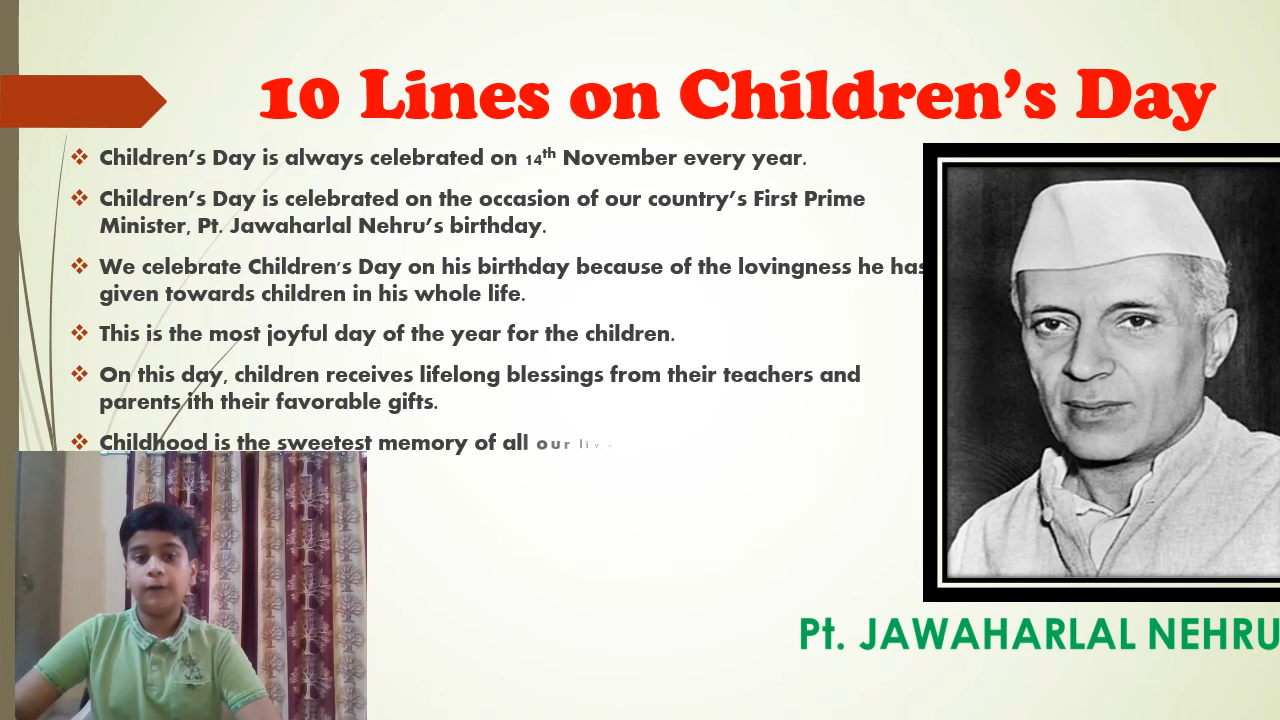 10 Lines on Children’s Day
❖ Children’s Day is always celebrated on 14th November every year.
❖ Children’s Day is celebrated on the occasion of our country’s First Prime
Minister, Pt. Jawaharlal Nehru’s birthday.
❖ We celebrate Children’s Day on his birthday because of the lovingness he has
given towards children in his whole life.
❖ This is the most joyful day of the year for the children.
❖ On this day, children receives lifelong blessings from their teachers and
parents ith their favorable gifts.
❖ Childhood is the sweetest memory of all our
Pt. JAWAHARLAL NEHRU